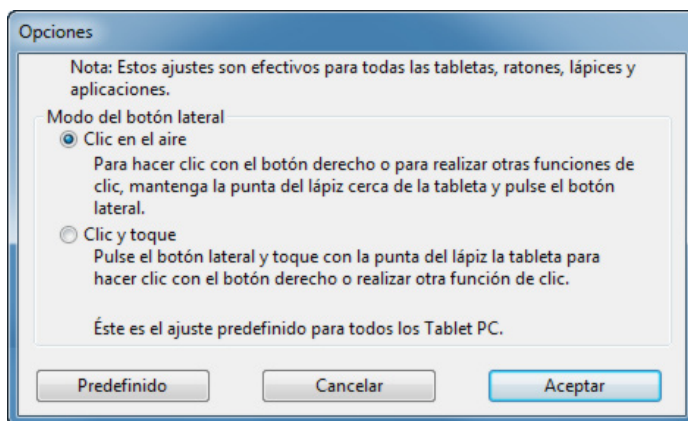 Opciones
Nota: Estos ajustes son efectivos para todas las tabletas, ratones, lápices y
aplicaciones.
Modo del botón lateral
Clic en el aire
Para hacer clic con el botón derecho o para realizar otras funciones de
clic, mantenga la punta del lápiz cerca de la tableta y pulse el botón
lateral.
Clic y toque
Pulse el botón lateral y toque con la punta del lápiz la tableta para
hacer clic con el botón derecho o realizar otra función de clic.
Éste es el ajuste predefinido para todos los Tablet PC.
Predefinido Cancelar Aceptar